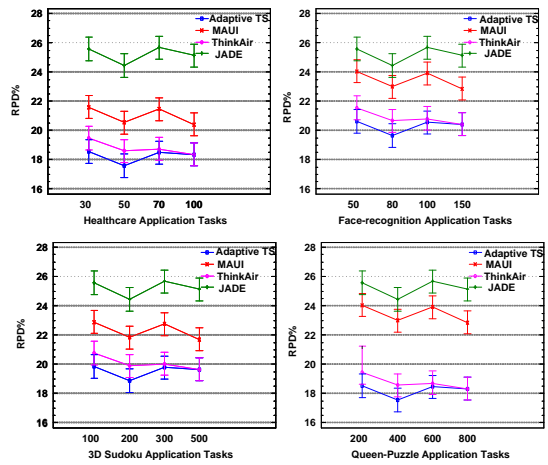 28
26
24
22
20
18
16
RPD%
Adaptive TS
MAUI
ThinkAir
JADE
30 50 70 100
Healthcare Application Tasks
28
26
24
22
20
18
16
RPD%
Adaptive TS
MAUI
ThinkAir
JADE
50 80 100 150
Face-recognition Application Tasks
28
26
24
22
20
18
16
RPD%
Adaptive TS
MAUI
ThinkAir
JADE
100 200 300 500
3D Sudoku Application Tasks
28
26
24
22
20
18
16
RPD%
Adaptive TS
MAUI
ThinkAir
JADE
200 400 600 800
Queen-Puzzle Application Tasks